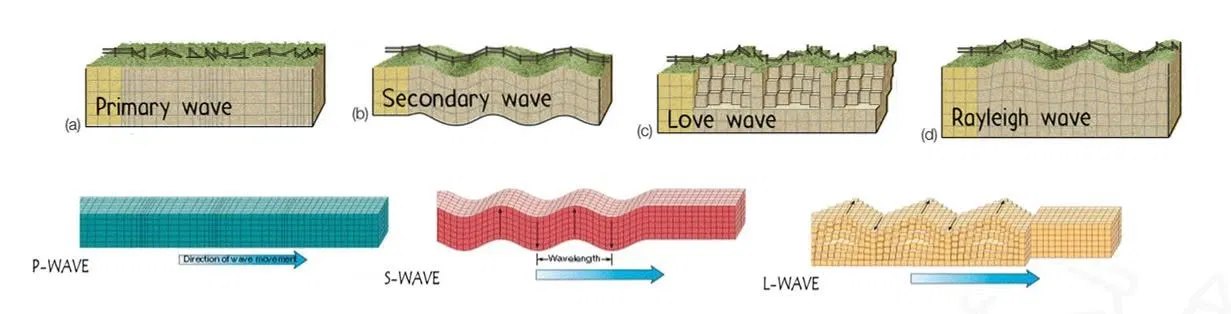 Primary wave
(a)
Secondary wave
(b)
Love wave
(c)
Rayleigh wave
(d)
P-WAVE
Direction of wave movement
S-WAVE
Wavelength
L-WAVE